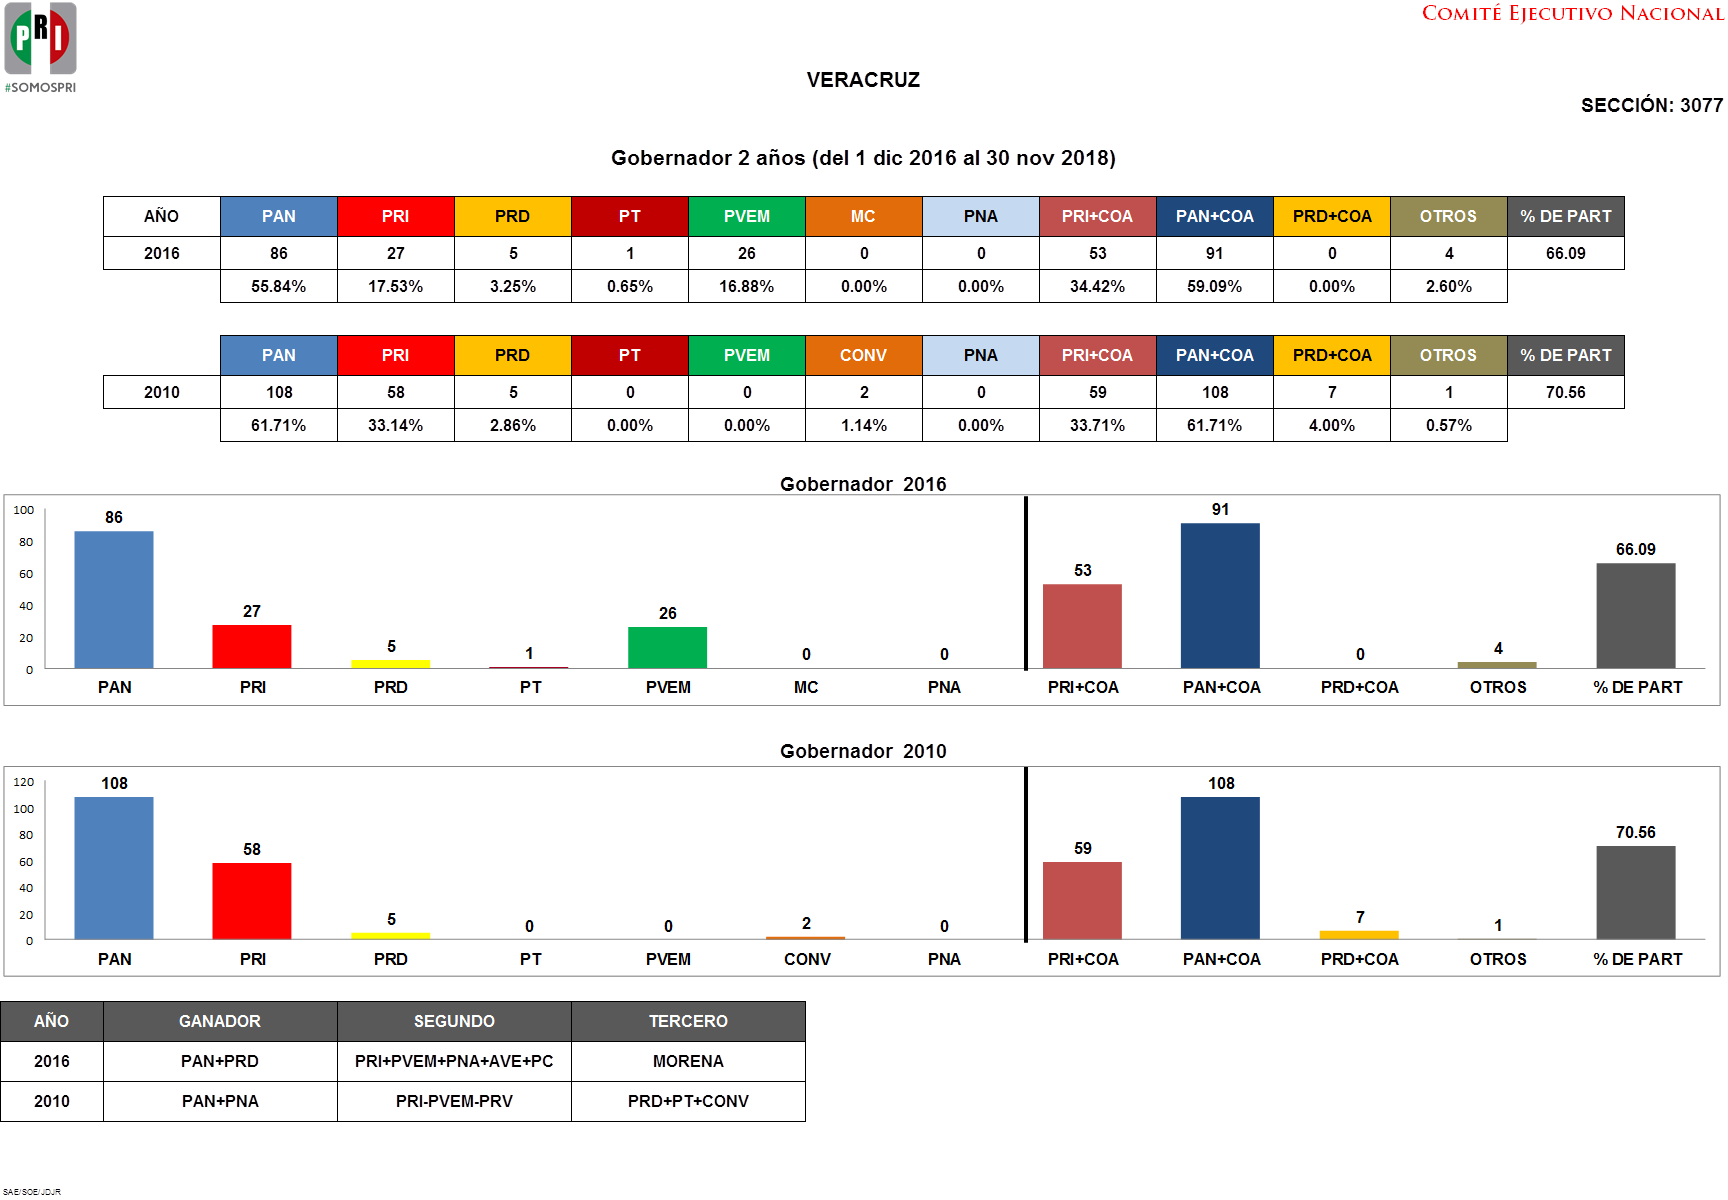 PRI
#SOMOSPRI
COMITÉ EJECUTIVO NACIONAL
VERACRUZ
SECCIÓN: 3077
Gobernador 2 años (del 1 dic 2016 al 30 nov 2018)
AÑO PAN PRI PRD PT PVEM MC PNA PRI+COA PAN+COA PRD+COA OTROS % DE PART
2016 86 27 5 1 26 0 0 53 91 0 4 66.09
55.84% 17.53% 3.25% 0.65% 16.88% 0.00% 0.00% 34.42% 59.09% 0.00% 2.60%
PAN PRI PRD PT PVEM CONV PNA PRI+COA PAN+COA PRD+COA OTROS % DE PART
2010 108 58 5 0 0 2 0 59 108 7 1 70.56
61.71% 33.14% 2.86% 0.00% 0.00% 1.14% 0.00% 33.71% 61.71% 4.00% 0.57%
Gobernador 2016
100
80
60
40
20
0
86 27 5 1 26 0 0 53 91 0 4 66.09
PAN PRI PRD PT PVEM MC PNA PRI+COA PAN+COA PRD+COA OTROS % DE PART
Gobernador 2010
120
100
80
60
40
20
0
108 58 5 0 0 2 0 59 108 7 1 70.56
PAN PRI PRD PT PVEM CONV PNA PRI+COA PAN+COA PRD+COA OTROS % DE PART
AÑO GANADOR SEGUNDO TERCERO
2016 PAN+PRD PRI+PVEM+PNA+AVE+PC MORENA
2010 PAN+PNA PRI-PVEM-PRV PRD+PT+CONV
SAE/SOE/JDJR